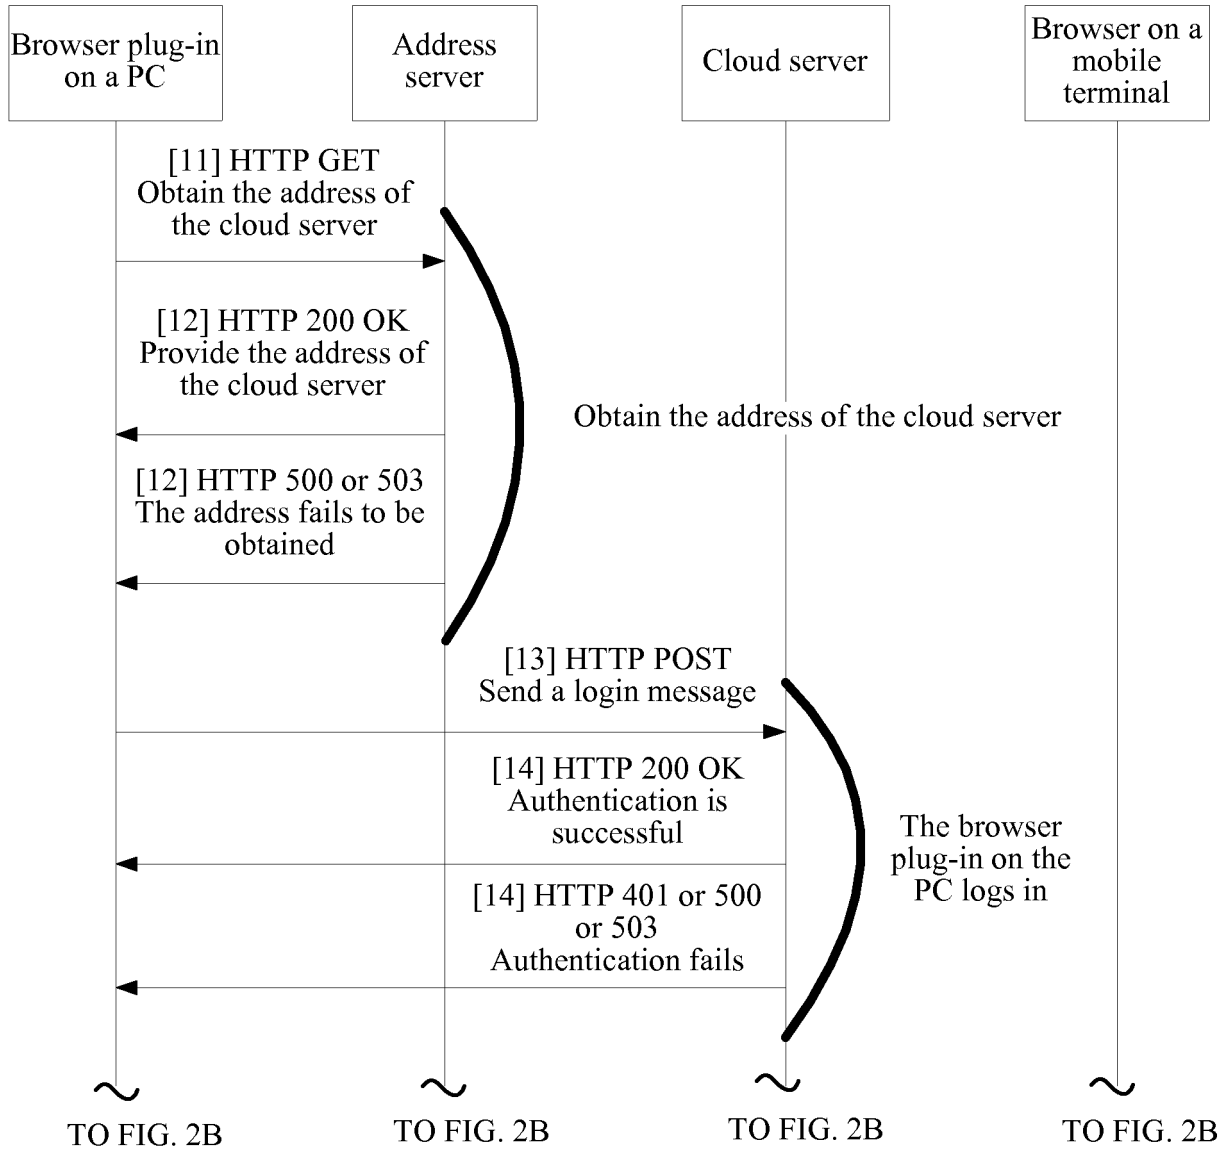 Browser plug-in
on a PC
Address
server
Cloud server
Browser on a
mobile
terminal
[11] HTTP GET
Obtain the address of
the cloud server
[12] HTTP 200 OK
Provide the address of
the cloud server
Obtain the address of the cloud server
[12] HTTP 500 or 503
The address fails to be
obtained
[13] HTTP POST
Send a login message
[14] HTTP 200 OK
Authentication is
successful
The browser
plug-in on the
PC logs in
[14] HTTP 401 or 500
or 503
Authentication fails
TO FIG. 2B
TO FIG. 2B
TO FIG. 2B
TO FIG. 2B